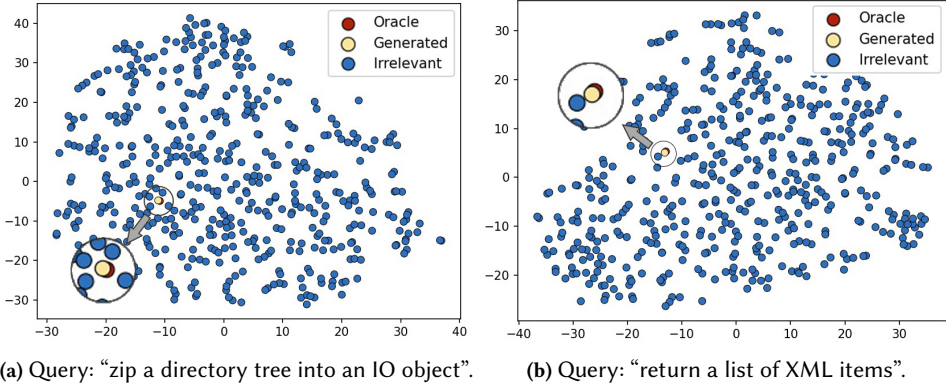 40
30
20
10
0
−10
−20
−30
−30 −20 −10 0 10 20 30 40
Oracle
Generated
Irrelevant
(a) Query: “zip a directory tree into an IO object”.
30
20
10
0
−10
−20
−40 −30 −20 −10 0 10 20 30
Oracle
Generated
Irrelevant
(b) Query: “return a list of XML items”.